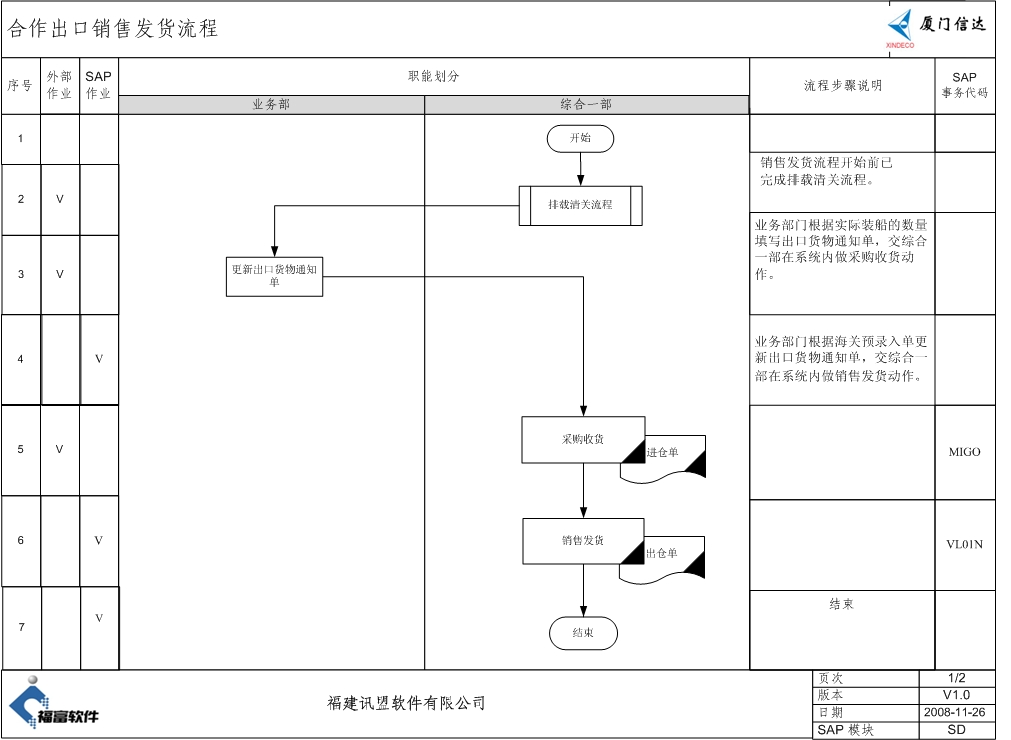 合作出口销售发货流程
厦门信达
XINDECO
序号
外部
作业
SAP
作业
职能划分
业务部
综合一部
流程步骤说明
SAP
事务代码
1
开始
2
V
排载清关流程
销售发货流程开始前已
完成排载清关流程。
3
V
更新出口货物通知
单
业务部门根据实际装船的数量
填写出口货物通知单，交综合
一部在系统内做采购收货动
作。
4
V
业务部门根据海关预录入单更
新出口货物通知单，交综合一
部在系统内做销售发货动作。
5
V
采购收货
进仓单
MIGO
6
V
销售发货
出仓单
VL01N
7
V
结束
结束
福富软件
福建讯盟软件有限公司
页次 1/2
版本 V1.0
日期 2008-11-26
SAP 模块 SD